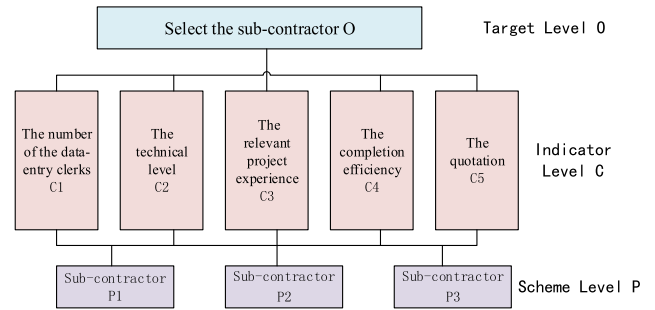 Select the sub-contractor O
Target Level O
The number
of the data-
entry clerks
C1
The
technical
level
C2
The
relevant
project
experience
C3
The
completion
efficiency
C4
The
quotation
C5
Indicator
Level C
Sub-contractor
P1
Sub-contractor
P2
Sub-contractor
P3
Scheme Level P